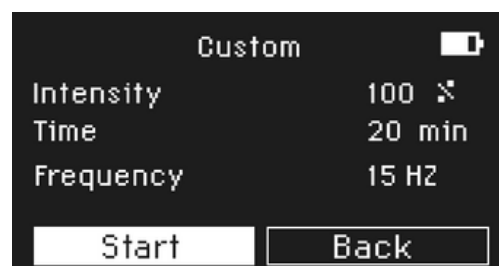 Custom
Intensity 100 %
Time 20 min
Frequency 15 HZ
Start Back